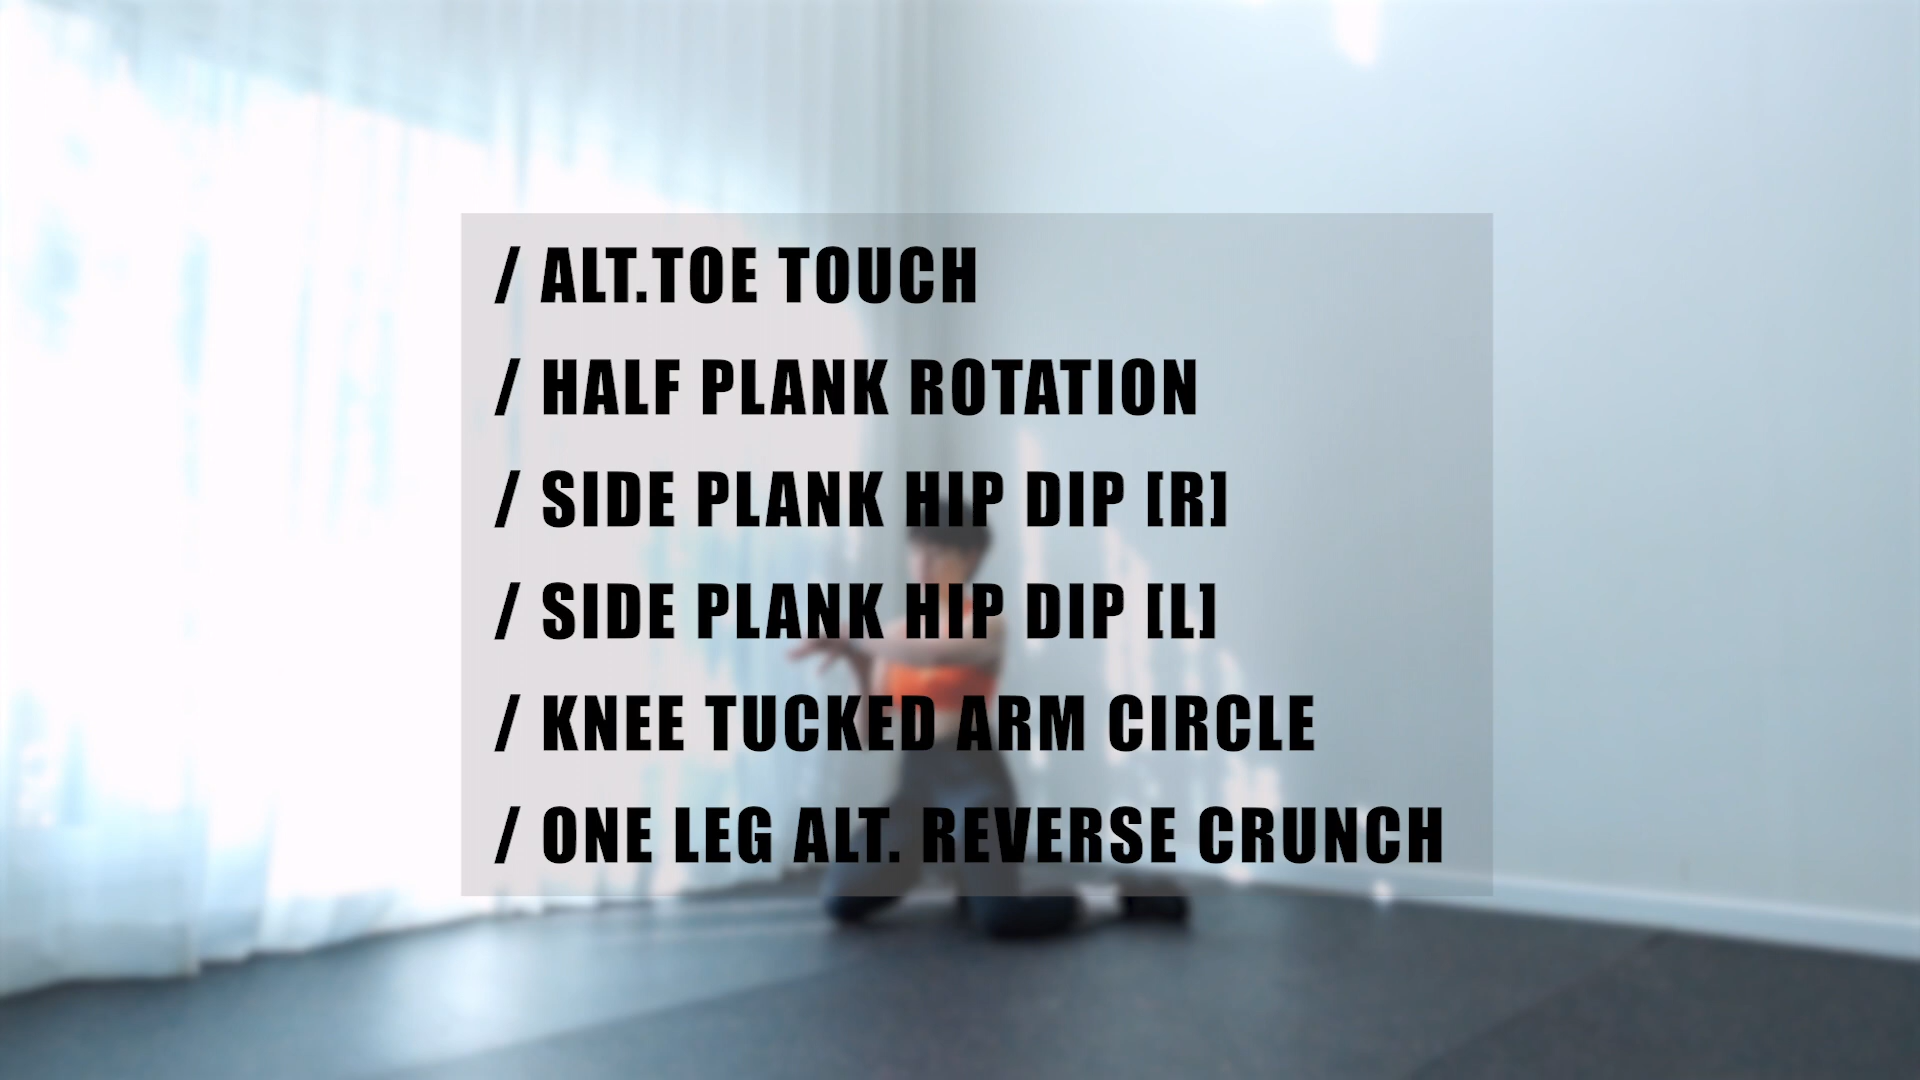 / ALT.TOE TOUCH
/ HALF PLANK ROTATION
/ SIDE PLANK HIP DIP [R]
/ SIDE PLANK HIP DIP [L]
/ KNEE TUCKED ARM CIRCLE
/ ONE LEG ALT. REVERSE CRUNCH